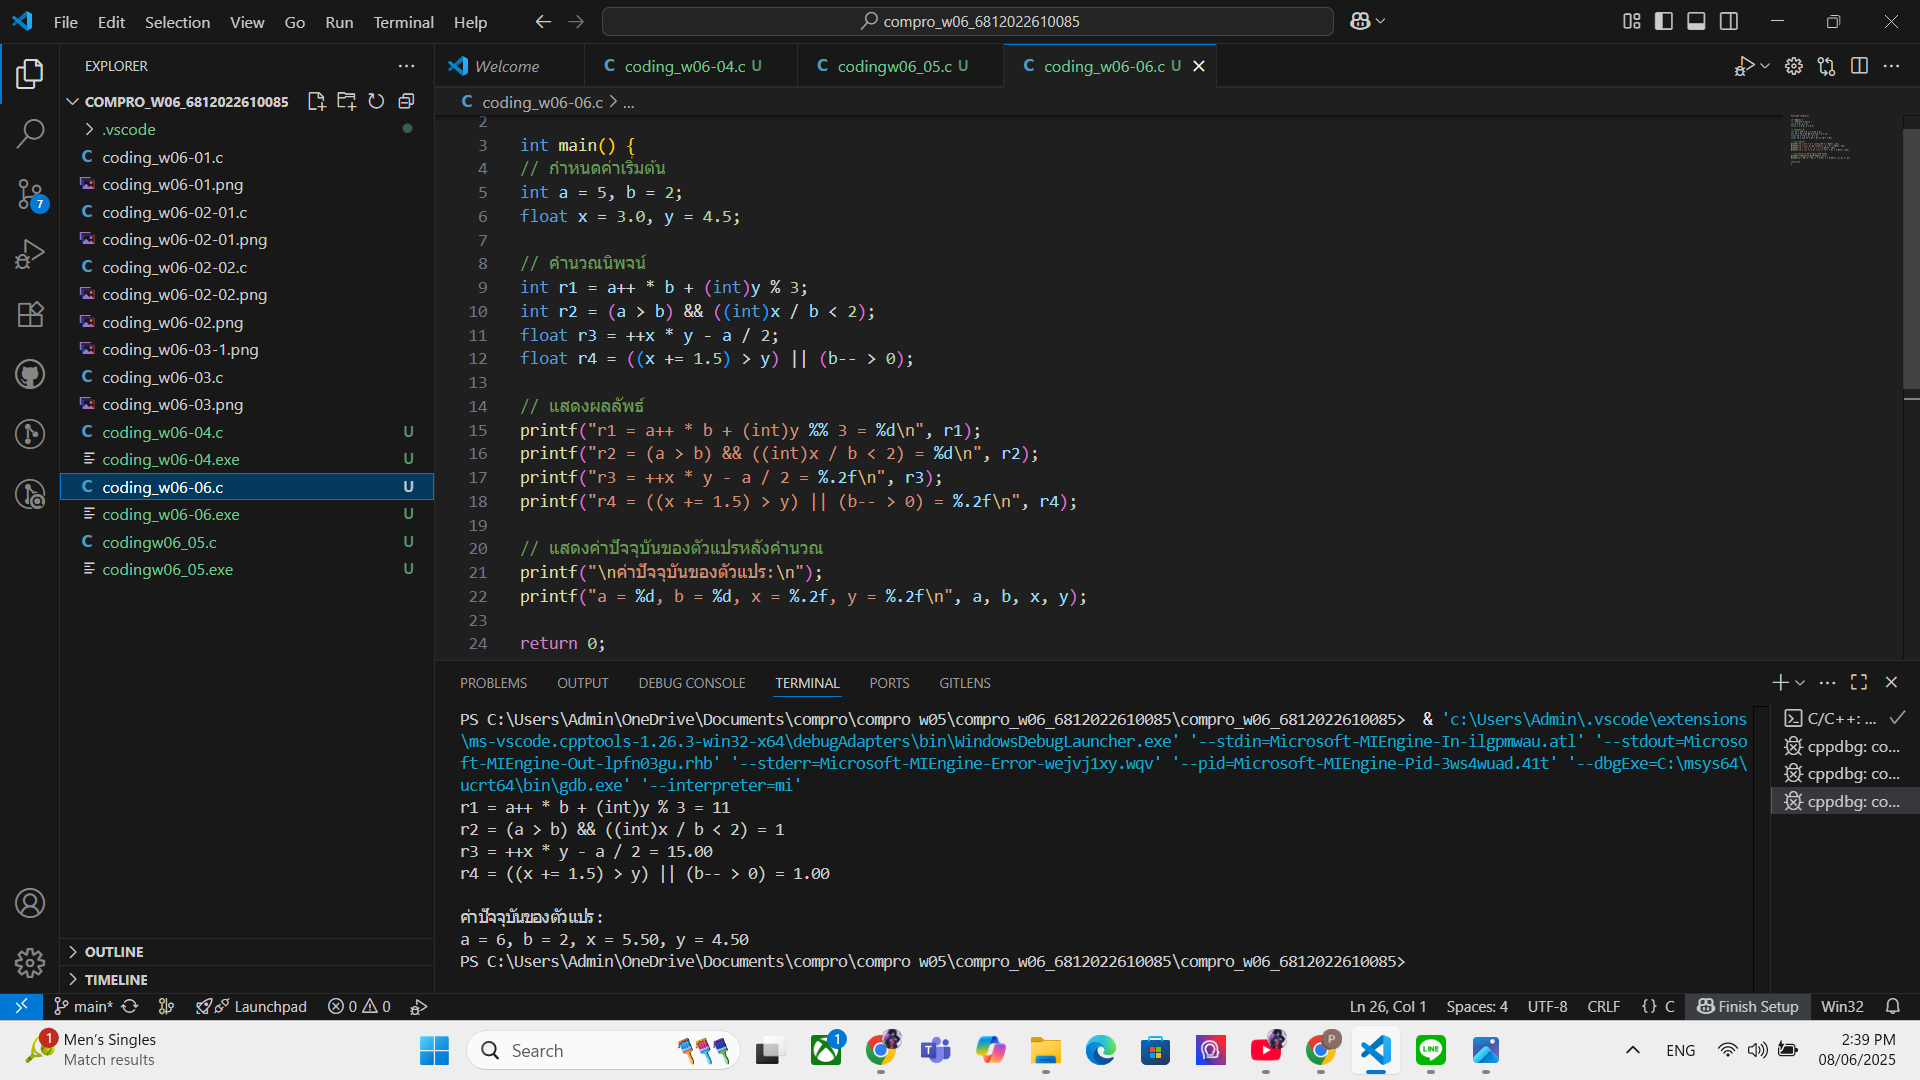 File Edit Selection View Go Run Terminal Help
compro_w06_6812022610085
EXPLORER
COMPRO_W06_6812022610085
.vscode
C coding_w06-01.c
coding_w06-01.png
C coding_w06-02-01.c
coding_w06-02-01.png
C coding_w06-02-02.c
coding_w06-02-02.png
coding_w06-02.png
coding_w06-03-1.png
C coding_w06-03.c
coding_w06-03.png
C coding_w06-04.c U
coding_w06-04.exe U
C coding_w06-06.c U
coding_w06-06.exe U
C codingw06_05.c U
codingw06_05.exe U
7
OUTLINE
TIMELINE
Welcome C coding_w06-04.c U C codingw06_05.c U C coding_w06-06.c U
C coding_w06-06.c > ...
2
3 int main() {
4 // กำหนดค่าเริ่มต้น
5 int a = 5, b = 2;
6 float x = 3.0, y = 4.5;
7
8 // คำนวณนิพจน์
9 int r1 = a++ * b + (int)y % 3;
10 int r2 = (a > b) && ((int)x / b < 2);
11 float r3 = ++x * y - a / 2;
12 float r4 = ((x += 1.5) > y) || (b-- > 0);
13
14 // แสดงผลลัพธ์
15 printf("r1 = a++ * b + (int)y %% 3 = %d\n", r1);
16 printf("r2 = (a > b) && ((int)x / b < 2) = %d\n", r2);
17 printf("r3 = ++x * y - a / 2 = %.2f\n", r3);
18 printf("r4 = ((x += 1.5) > y) || (b-- > 0) = %.2f\n", r4);
19
20 // แสดงค่าปัจจุบันของตัวแปรหลังคำนวณ
21 printf("\nค่าปัจจุบันของตัวแปร:\n");
22 printf("a = %d, b = %d, x = %.2f, y = %.2f\n", a, b, x, y);
23
24 return 0;
PROBLEMS OUTPUT DEBUG CONSOLE TERMINAL PORTS GITLENS
PS C:\Users\Admin\OneDrive\Documents\compro\compro w05\compro_w06_6812022610085\compro_w06_6812022610085> & 'c:\Users\Admin\.vscode\extensions
\ms-vscode.cpptools-1.26.3-win32-x64\debugAdapters\bin\WindowsDebugLauncher.exe' '--stdin=Microsoft-MIEngine-In-ilgpmwau.atl' '--stdout=Microso
ft-MIEngine-Out-lpfn03gu.rhb' '--stderr=Microsoft-MIEngine-Error-wejvj1xy.wqv' '--pid=Microsoft-MIEngine-Pid-3ws4wuad.41t' '--dbgExe=C:\msys64\
ucrt64\bin\gdb.exe' '--interpreter=mi'
r1 = a++ * b + (int)y % 3 = 11
r2 = (a > b) && ((int)x / b < 2) = 1
r3 = ++x * y - a / 2 = 15.00
r4 = ((x += 1.5) > y) || (b-- > 0) = 1.00
ค่าปัจจุบันของตัวแปร:
a = 6, b = 2, x = 5.50, y = 4.50
PS C:\Users\Admin\OneDrive\Documents\compro\compro w05\compro_w06_6812022610085\compro_w06_6812022610085>
C/C++: ...
cppdbg: co...
cppdbg: co...
cppdbg: co...
main* Launchpad 0 0
Ln 26, Col 1 Spaces: 4 UTF-8 CRLF {} C Finish Setup Win32
1 Men's Singles
Match results
Search
1
ENG
2:39 PM
08/06/2025